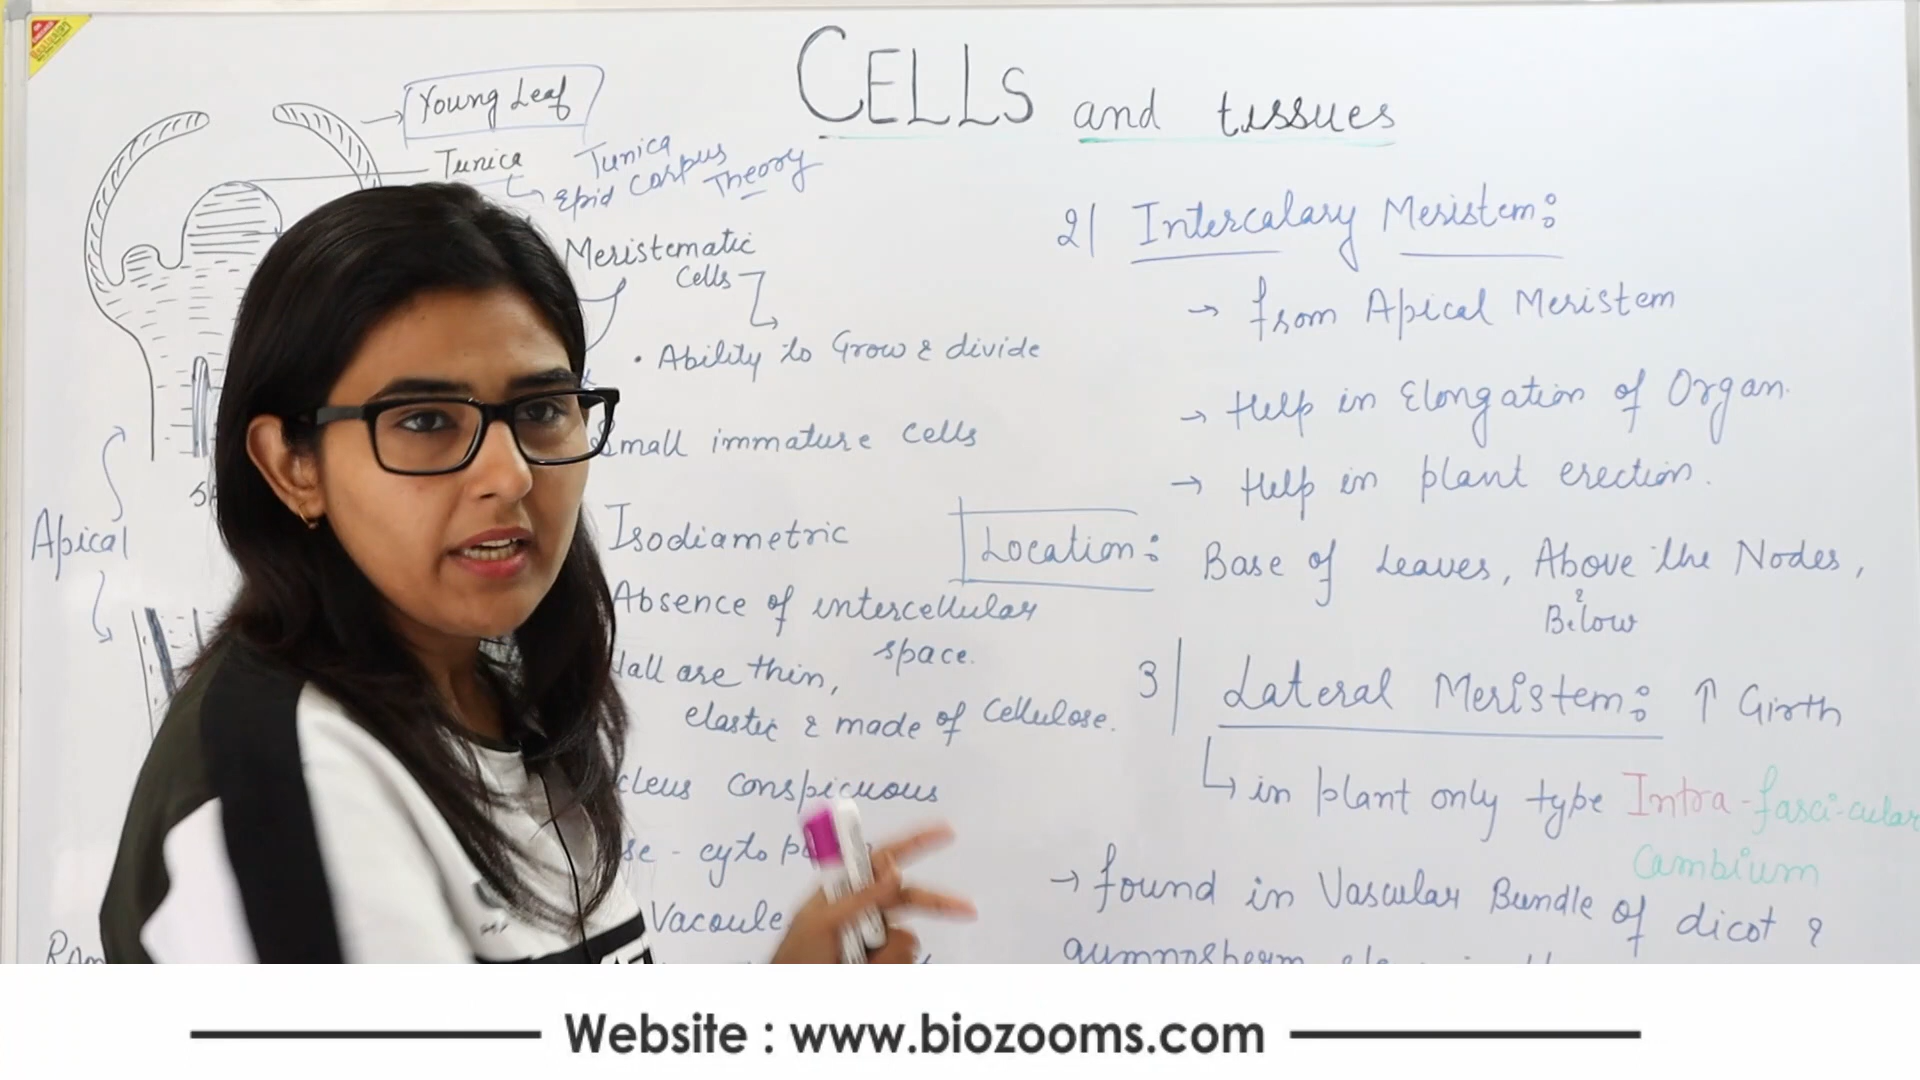 CELLS and tissues
Young Leaf
Tunica
Tunica
Corpus
Theory
Epid
Meristematic
Cells
• Ability to Grow & divide
Small immature cells
Isodiametric
Absence of intercellular
space.
are thin,
elastic & made of Cellulose.
conspicuous
cyto
Vacoule
Apical
2| Intercalary Meristem:
→ from Apical Meristem
→ Help in Elongation of Organ.
→ Help in plant erection.
Location: Base of Leaves, Above the Nodes,
&
Below
3| Lateral Meristem: ↑ Girth
in plant only type Intra-fasci-cular
Cambium
→ found in Vascular Bundle of dicot &
Website : www.biozooms.com